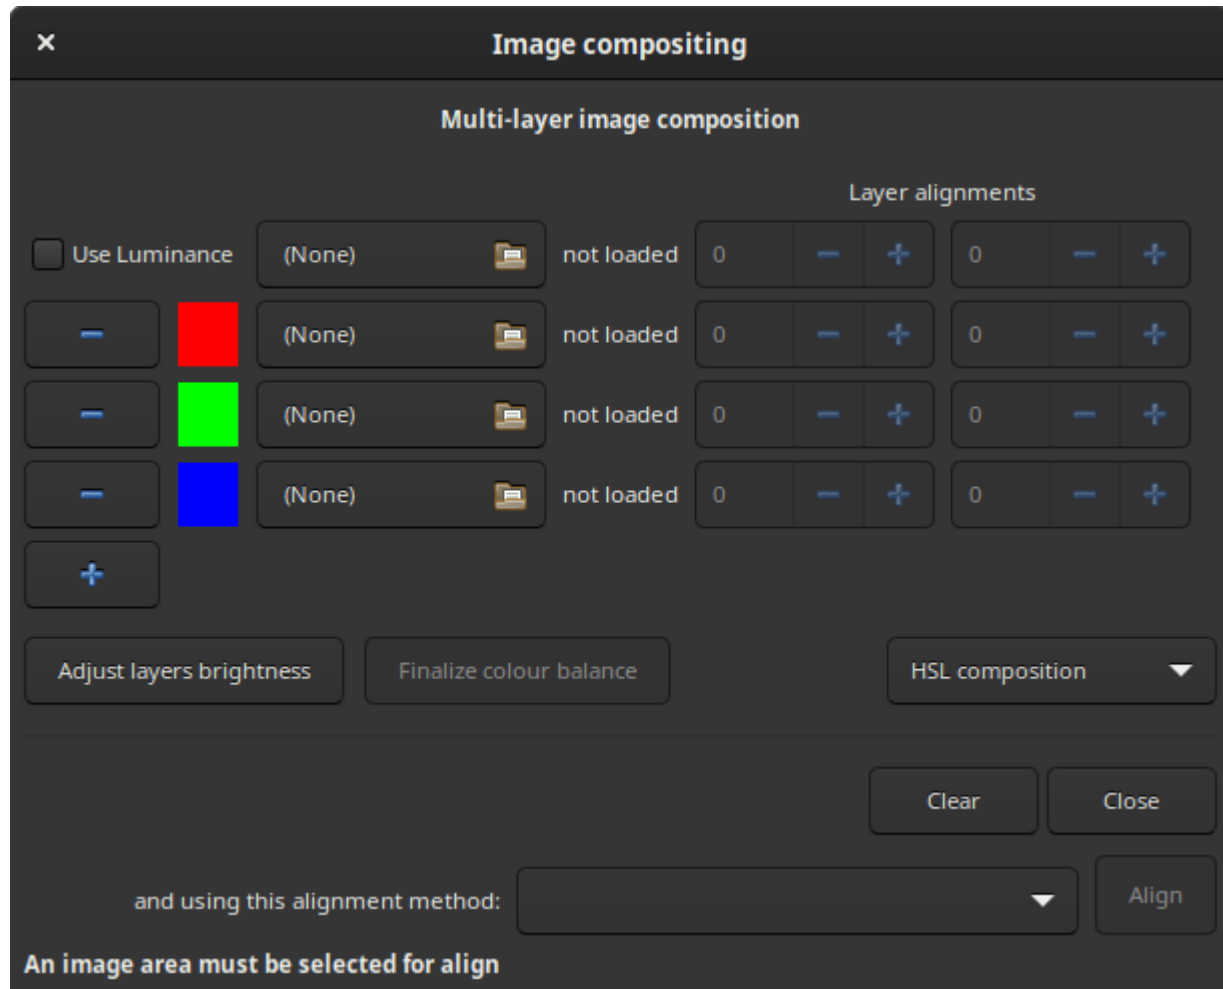 Image compositing
Multi-layer image composition
Layer alignments
Use Luminance (None) not loaded 0 0
(None) not loaded 0 0
(None) not loaded 0 0
(None) not loaded 0 0
Adjust layers brightness Finalize colour balance HSL composition
Clear Close
and using this alignment method: Align
An image area must be selected for align